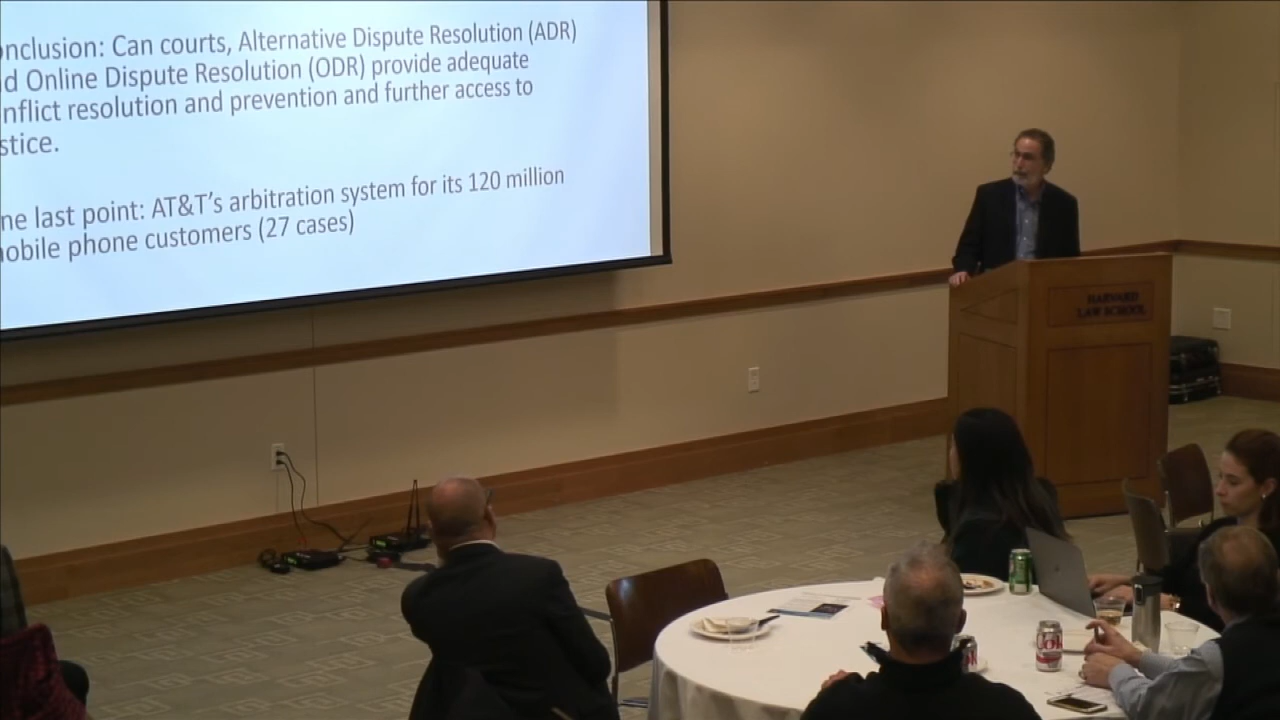 onclusion: Can courts, Alternative Dispute Resolution (ADR)
nd Online Dispute Resolution (ODR) provide adequate
nflict resolution and prevention and further access to
stice.
ne last point: AT&T's arbitration system for its 120 million
obile phone customers (27 cases)
HARVARD
LAW SCHOOL